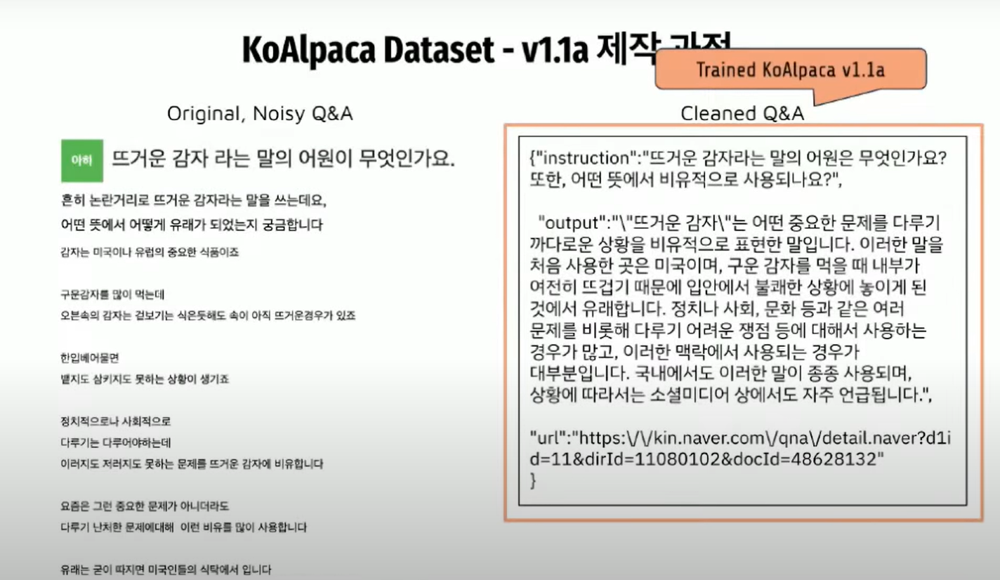 KoAlpaca Dataset - v1.1a 제작 과정
Trained KoAlpaca v1.1a
Original, Noisy Q&A
아하
뜨거운 감자 라는 말의 어원이 무엇인가요.
흔히 논란거리로 뜨거운 감자라는 말을 쓰는데요,
어떤 뜻에서 어떻게 유래가 되었는지 궁금합니다
감자는 미국이나 유럽의 중요한 식품이죠
구운감자를 많이 먹는데
오븐속의 감자는 겉보기는 식은듯해도 속이 아직 뜨거운경우가 있죠
한입베어물면
뱉지도 삼키지도 못하는 상황이 생기죠
정치적으로나 사회적으로
다루기는 다루어야하는데
이러지도 저러지도 못하는 문제를 뜨거운 감자에 비유합니다
요즘은 그런 중요한 문제가 아니더라도
다루기 난처한 문제에대해 이런 비유를 많이 사용합니다
유래는 굳이 따지면 미국인들의 식탁에서 입니다
Cleaned Q&A
{"instruction":"뜨거운 감자라는 말의 어원은 무엇인가요?
또한, 어떤 뜻에서 비유적으로 사용되나요?",
"output":"\"뜨거운 감자\"는 어떤 중요한 문제를 다루기
까다로운 상황을 비유적으로 표현한 말입니다. 이러한 말을
처음 사용한 곳은 미국이며, 구운 감자를 먹을 때 내부가
여전히 뜨겁기 때문에 입안에서 불쾌한 상황에 놓이게 된
것에서 유래합니다. 정치나 사회, 문화 등과 같은 여러
문제를 비롯해 다루기 어려운 쟁점 등에 대해서 사용하는
경우가 많고, 이러한 맥락에서 사용되는 경우가
대부분입니다. 국내에서도 이러한 말이 종종 사용되며,
상황에 따라서는 소셜미디어 상에서도 자주 언급됩니다.",
"url":"https:\/\/kin.naver.com\/qna\/detail.naver?d1i
d=11&dirId=11080102&docId=48628132"
}